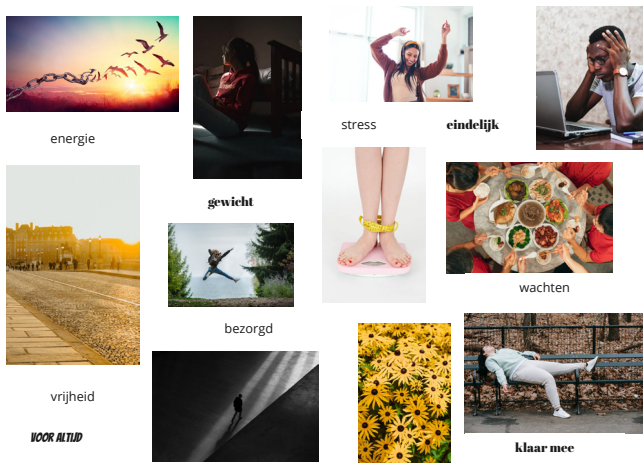 energie
stress
eindelijk
gewicht
wachten
bezorgd
vrijheid
VOOR ALTIJD
klaar mee